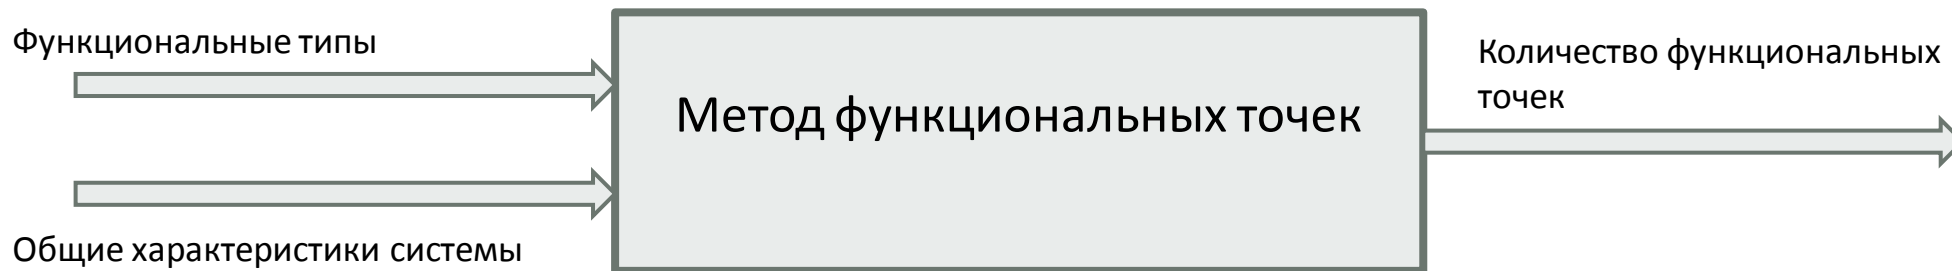 Функциональные типы
Общие характеристики системы
Метод функциональных точек
Количество функциональных
точек